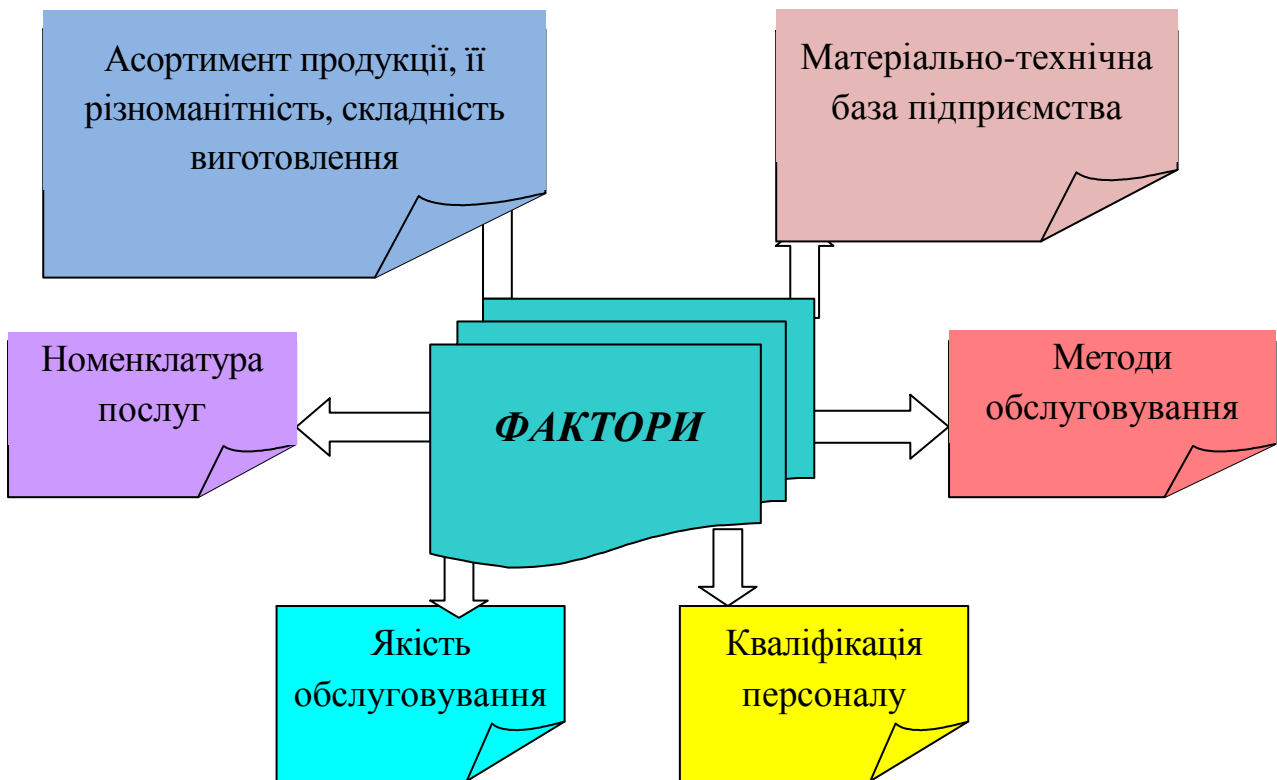 Асортимент продукції, її
різноманітність, складність
виготовлення
Матеріально-технічна
база підприємства
Номенклатура
послуг
ФАКТОРИ
Методи
обслуговування
Якість
обслуговування
Кваліфікація
персоналу